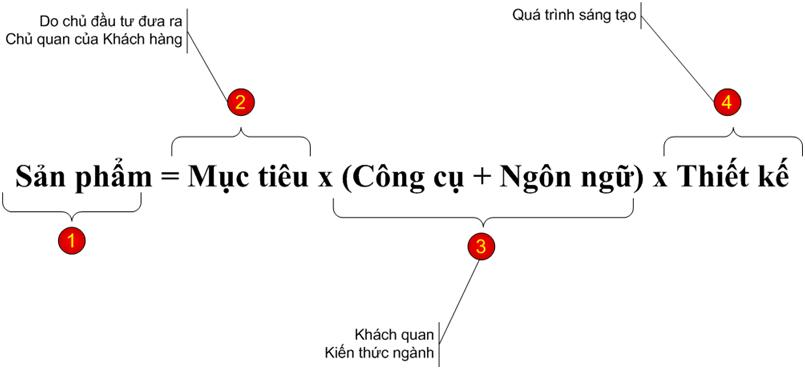 Do chủ đầu tư đưa ra
Chủ quan của Khách hàng
Quá trình sáng tạo
2
4
Sản phẩm = Mục tiêu x (Công cụ + Ngôn ngữ) x Thiết kế
1
3
Khách quan
Kiến thức ngành